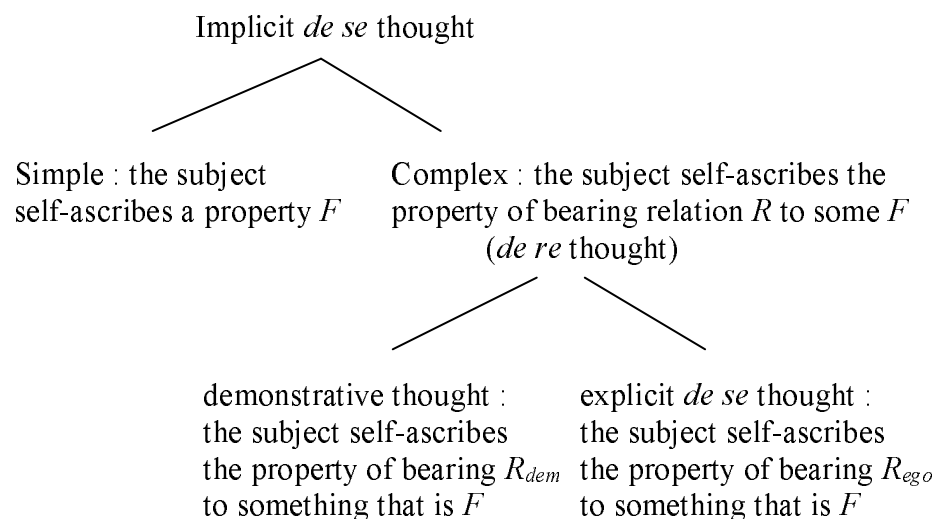 Implicit de se thought
Simple : the subject
self-ascribes a property F
Complex : the subject self-ascribes the
property of bearing relation R to some F
(de re thought)
demonstrative thought :
the subject self-ascribes
the property of bearing Rdem
to something that is F
explicit de se thought :
the subject self-ascribes
the property of bearing Rego
to something that is F